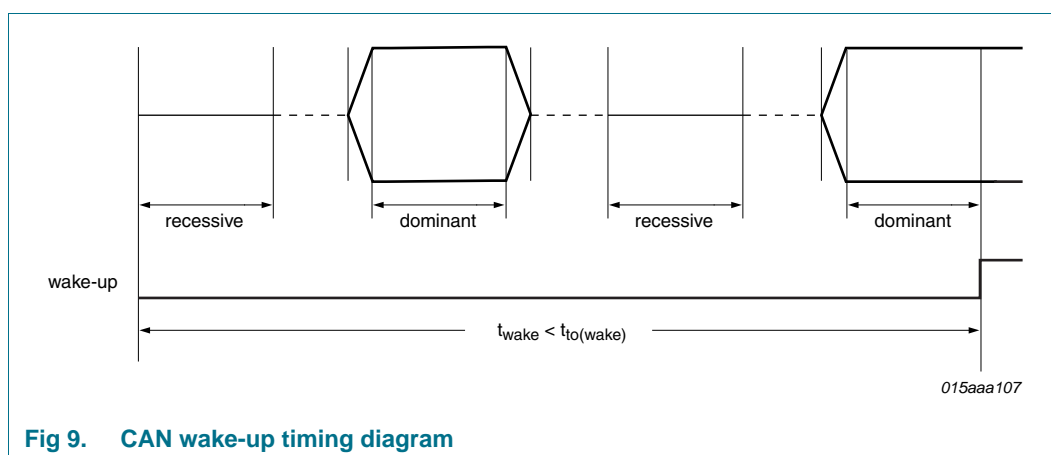 recessive dominant recessive dominant
wake-up
twake < tto(wake)
015aaa107
Fig 9. CAN wake-up timing diagram